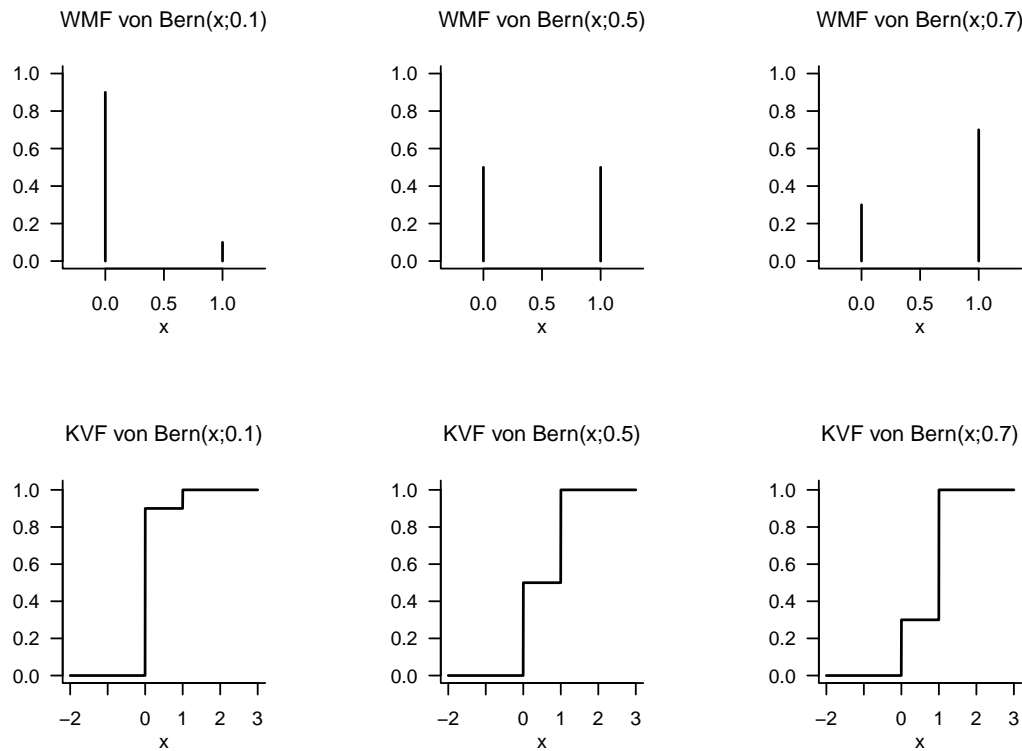 WMF von Bern(x;0.1)
1.0
0.8
0.6
0.4
0.2
0.0
0.0 0.5 1.0
x
WMF von Bern(x;0.5)
1.0
0.8
0.6
0.4
0.2
0.0
0.0 0.5 1.0
x
WMF von Bern(x;0.7)
1.0
0.8
0.6
0.4
0.2
0.0
0.0 0.5 1.0
x
KVF von Bern(x;0.1)
1.0
0.8
0.6
0.4
0.2
0.0
−2 0 1 2 3
x
KVF von Bern(x;0.5)
1.0
0.8
0.6
0.4
0.2
0.0
−2 0 1 2 3
x
KVF von Bern(x;0.7)
1.0
0.8
0.6
0.4
0.2
0.0
−2 0 1 2 3
x